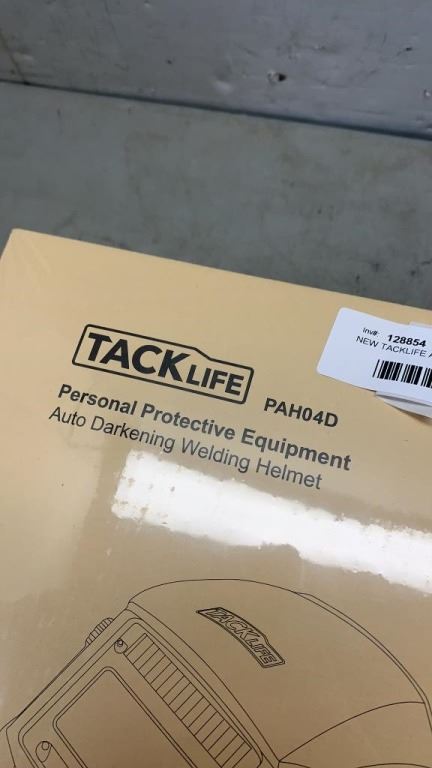 Inv#: 128854
NEW TACKLIFE A
TACKLIFE PAH04D
Personal Protective Equipment
Auto Darkening Welding Helmet
TACKLIFE